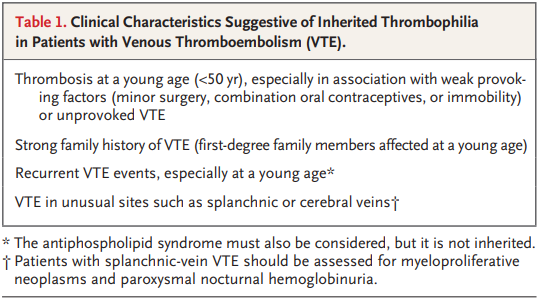 Table 1. Clinical Characteristics Suggestive of Inherited Thrombophilia
in Patients with Venous Thromboembolism (VTE).
Thrombosis at a young age (<50 yr), especially in association with weak provok-
ing factors (minor surgery, combination oral contraceptives, or immobility)
or unprovoked VTE
Strong family history of VTE (first-degree family members affected at a young age)
Recurrent VTE events, especially at a young age*
VTE in unusual sites such as splanchnic or cerebral veins†
* The antiphospholipid syndrome must also be considered, but it is not inherited.
† Patients with splanchnic-vein VTE should be assessed for myeloproliferative
neoplasms and paroxysmal nocturnal hemoglobinuria.